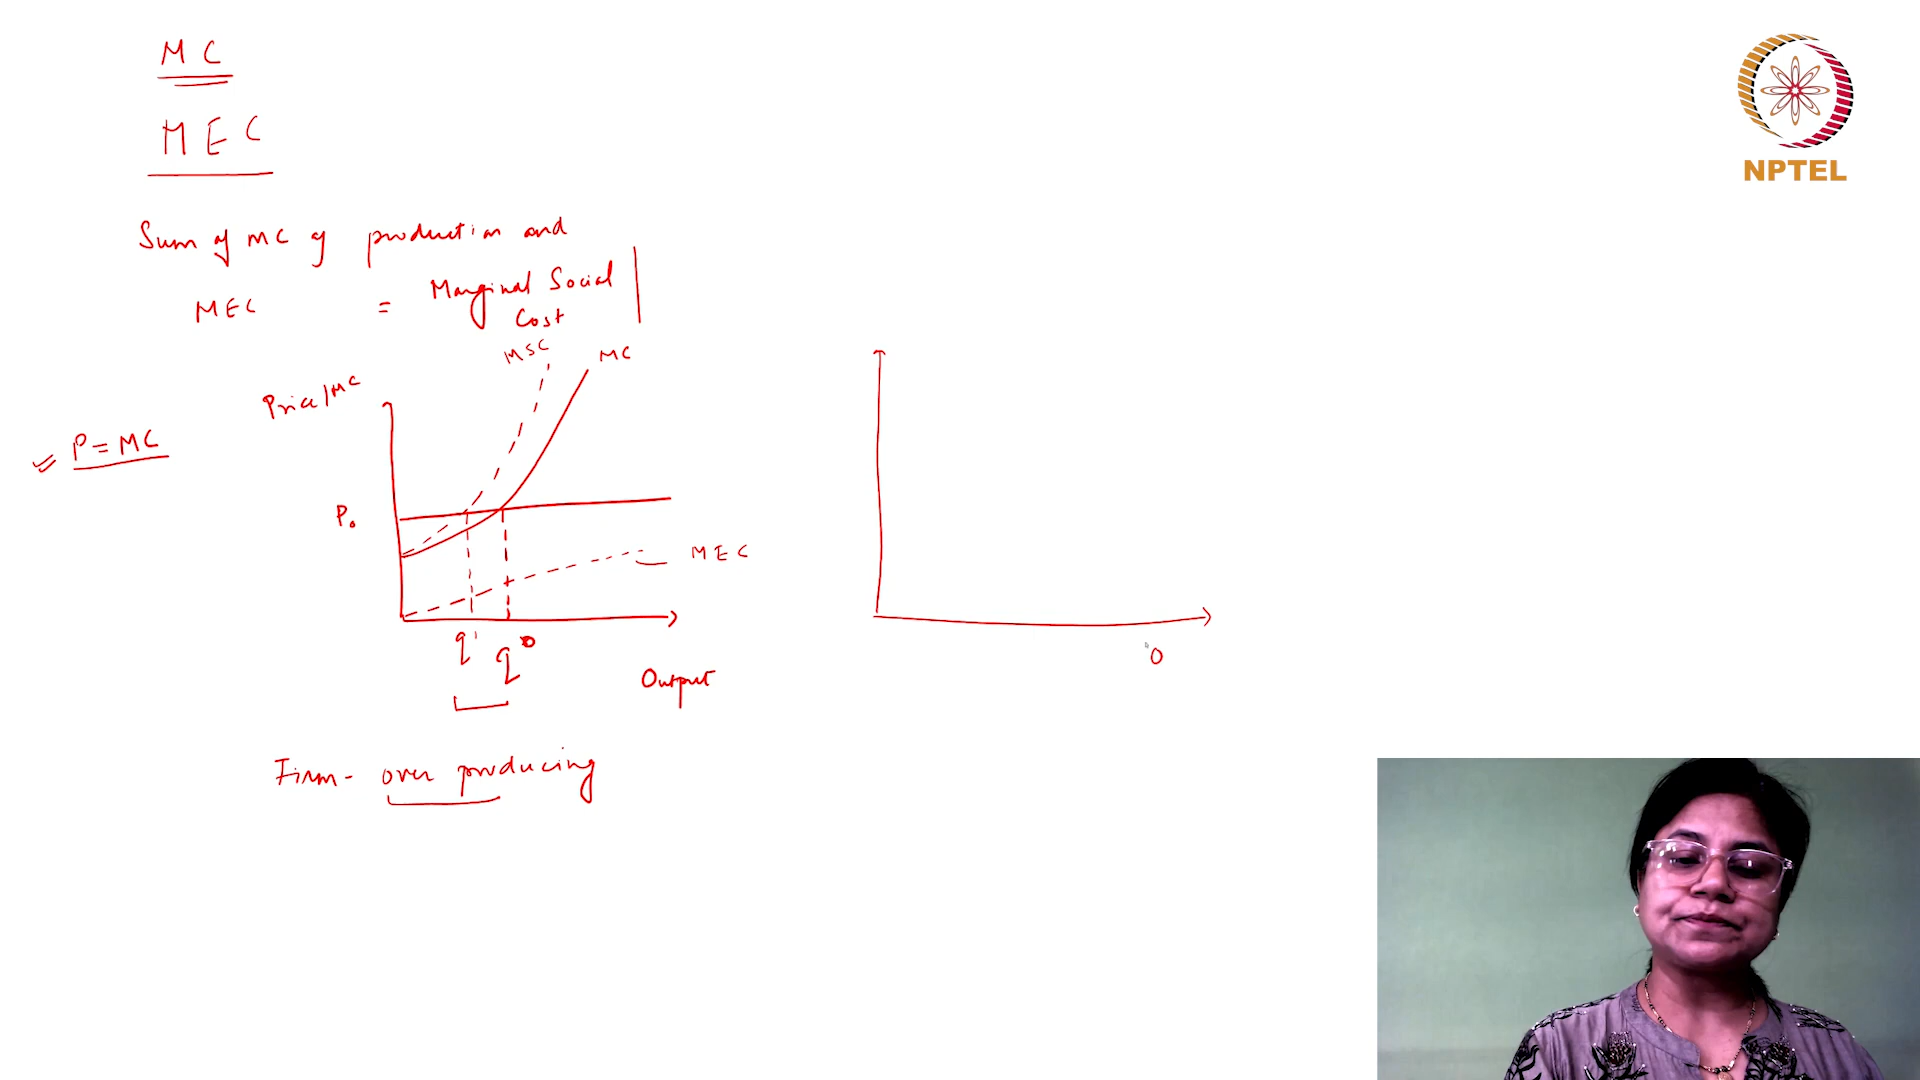 MC
MEC
Sum of MC of production and
MEC = Marginal Social
Cost
MSC
MC
Price/MC
P = MC
P₀
MEC
q'
q⁰
Output
Firm - over producing
O
NPTEL